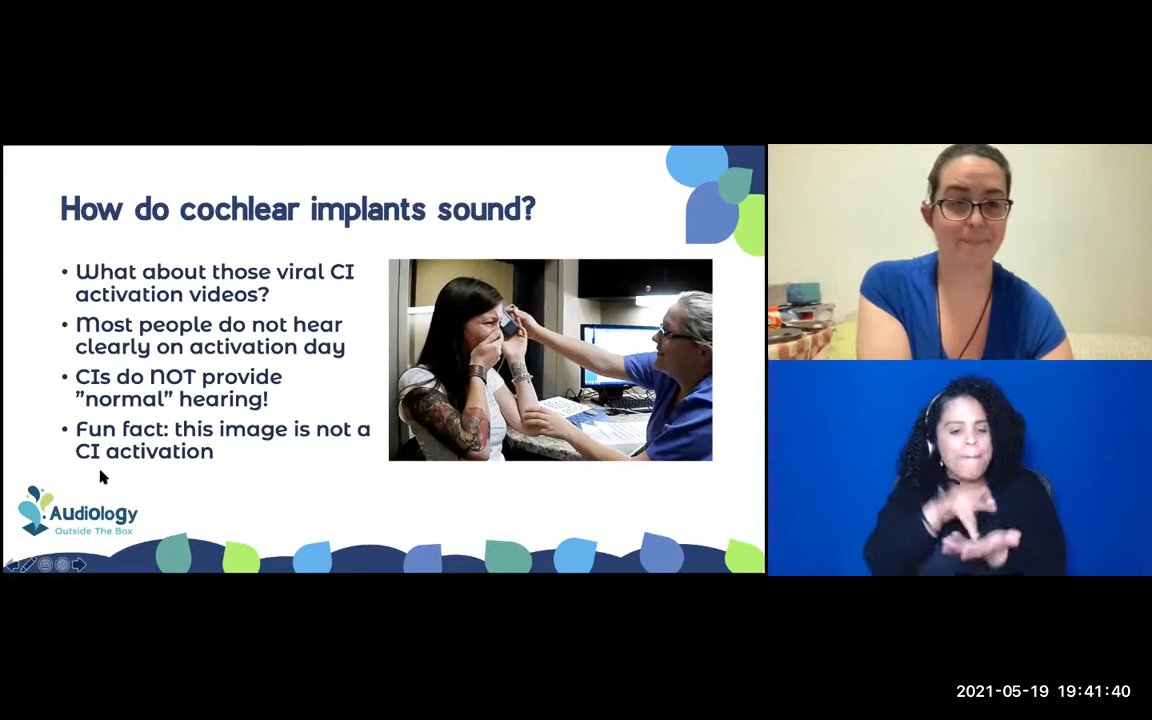 How do cochlear implants sound?
• What about those viral CI
activation videos?
• Most people do not hear
clearly on activation day
• CIs do NOT provide
”normal” hearing!
• Fun fact: this image is not a
CI activation
Audiology
Outside The Box
2021-05-19 19:41:40